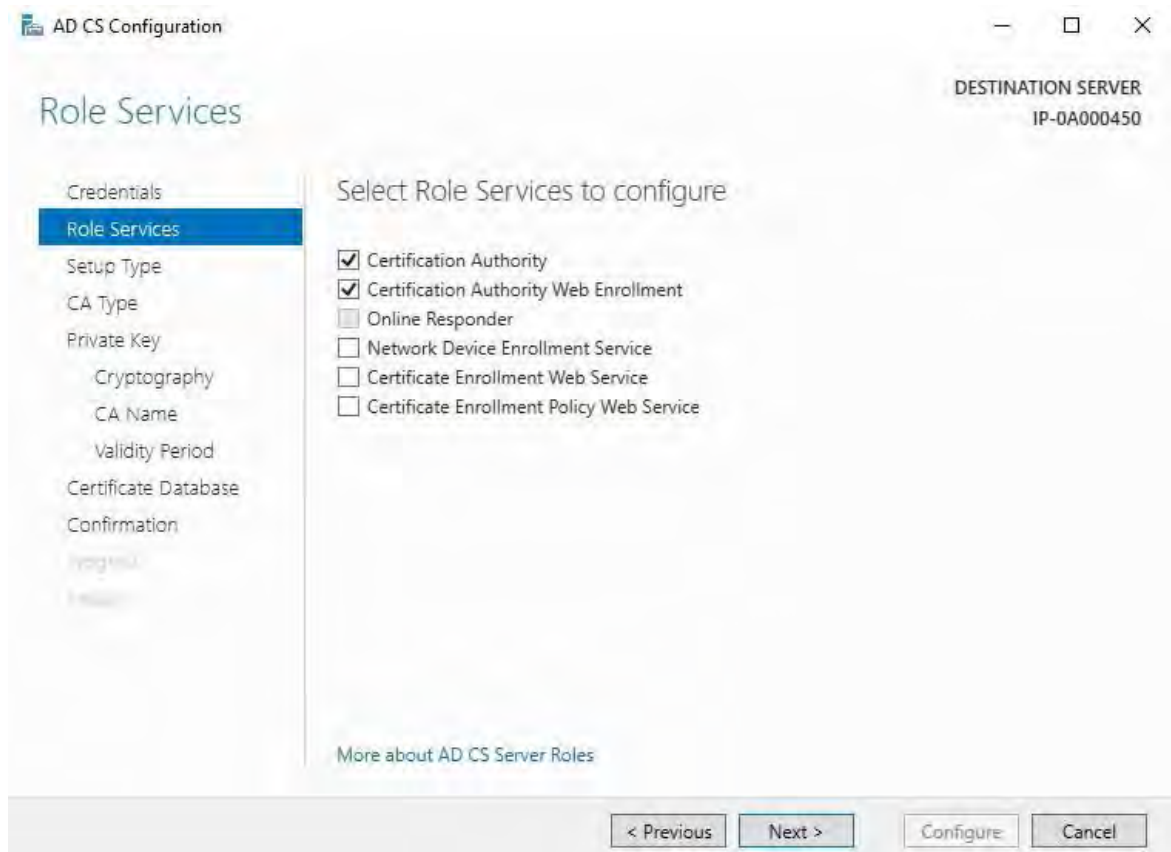 AD CS Configuration
DESTINATION SERVER
IP-0A000450
Role Services
Credentials
Role Services
Setup Type
CA Type
Private Key
Cryptography
CA Name
Validity Period
Certificate Database
Confirmation
Select Role Services to configure
Certification Authority
Certification Authority Web Enrollment
Online Responder
Network Device Enrollment Service
Certificate Enrollment Web Service
Certificate Enrollment Policy Web Service
More about AD CS Server Roles
< Previous
Next >
Configure
Cancel